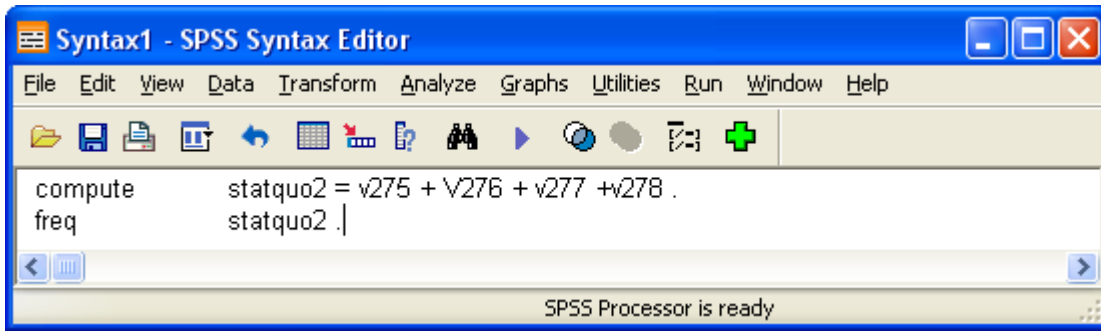 Syntax1 - SPSS Syntax Editor
File Edit View Data Transform Analyze Graphs Utilities Run Window Help
compute statquo2 = v275 + V276 + v277 +v278 .
freq statquo2 .
SPSS Processor is ready